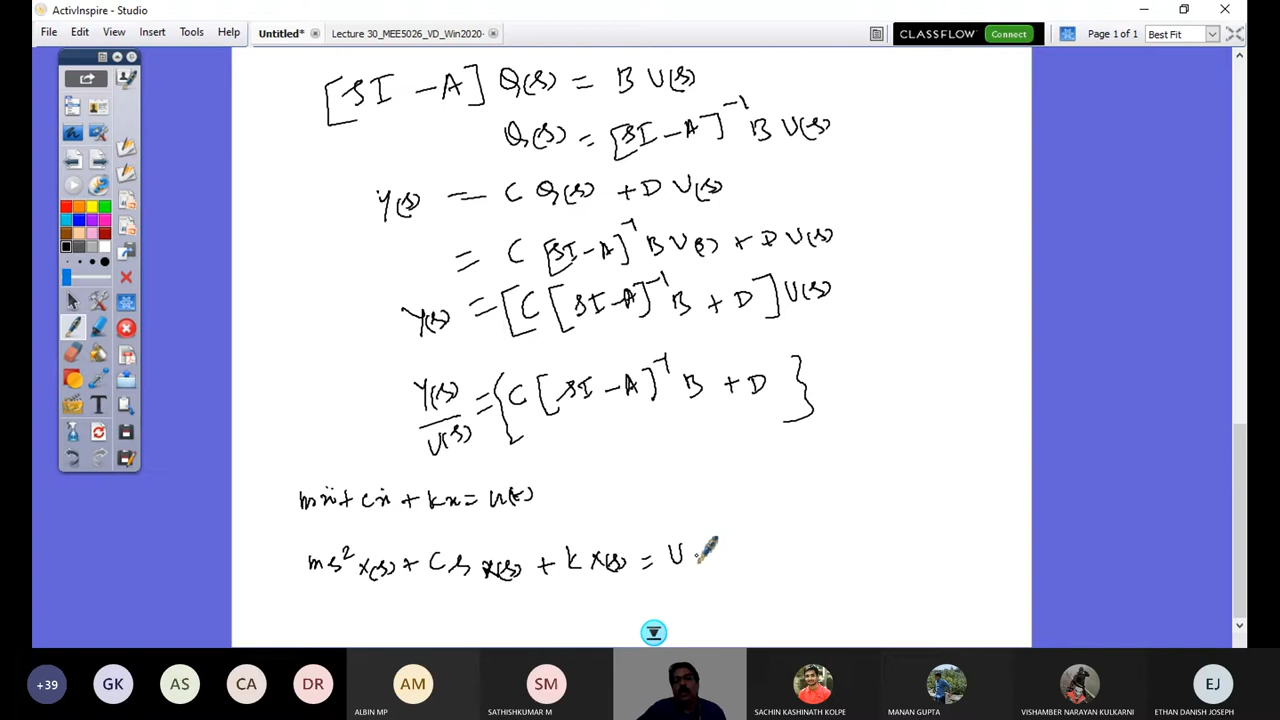 ActivInspire - Studio
File Edit View Insert Tools Help Untitled* Lecture 30_MEE5026_VD_Win2020- CLASSFLOW Connect Page 1 of 1 Best Fit
[SI - A] Q(s) = B U(s)
Q(s) = [SI - A]⁻¹ B U(s)
Y(s) = C Q(s) + D U(s)
= C [SI - A]⁻¹ B U(s) + D U(s)
Y(s) = [C [SI - A]⁻¹ B + D] U(s)
Y(s)/U(s) = {C [SI - A]⁻¹ B + D}
mẍ + cẋ + kx = u(t)
ms² X(s) + Cs X(s) + k X(s) = U
+39 GK AS CA DR AM SM EJ
ALBIN MP SATHISHKUMAR M SACHIN KASHINATH KOLPE MANAN GUPTA VISHAMBER NARAYAN KULKARNI ETHAN DANISH JOSEPH